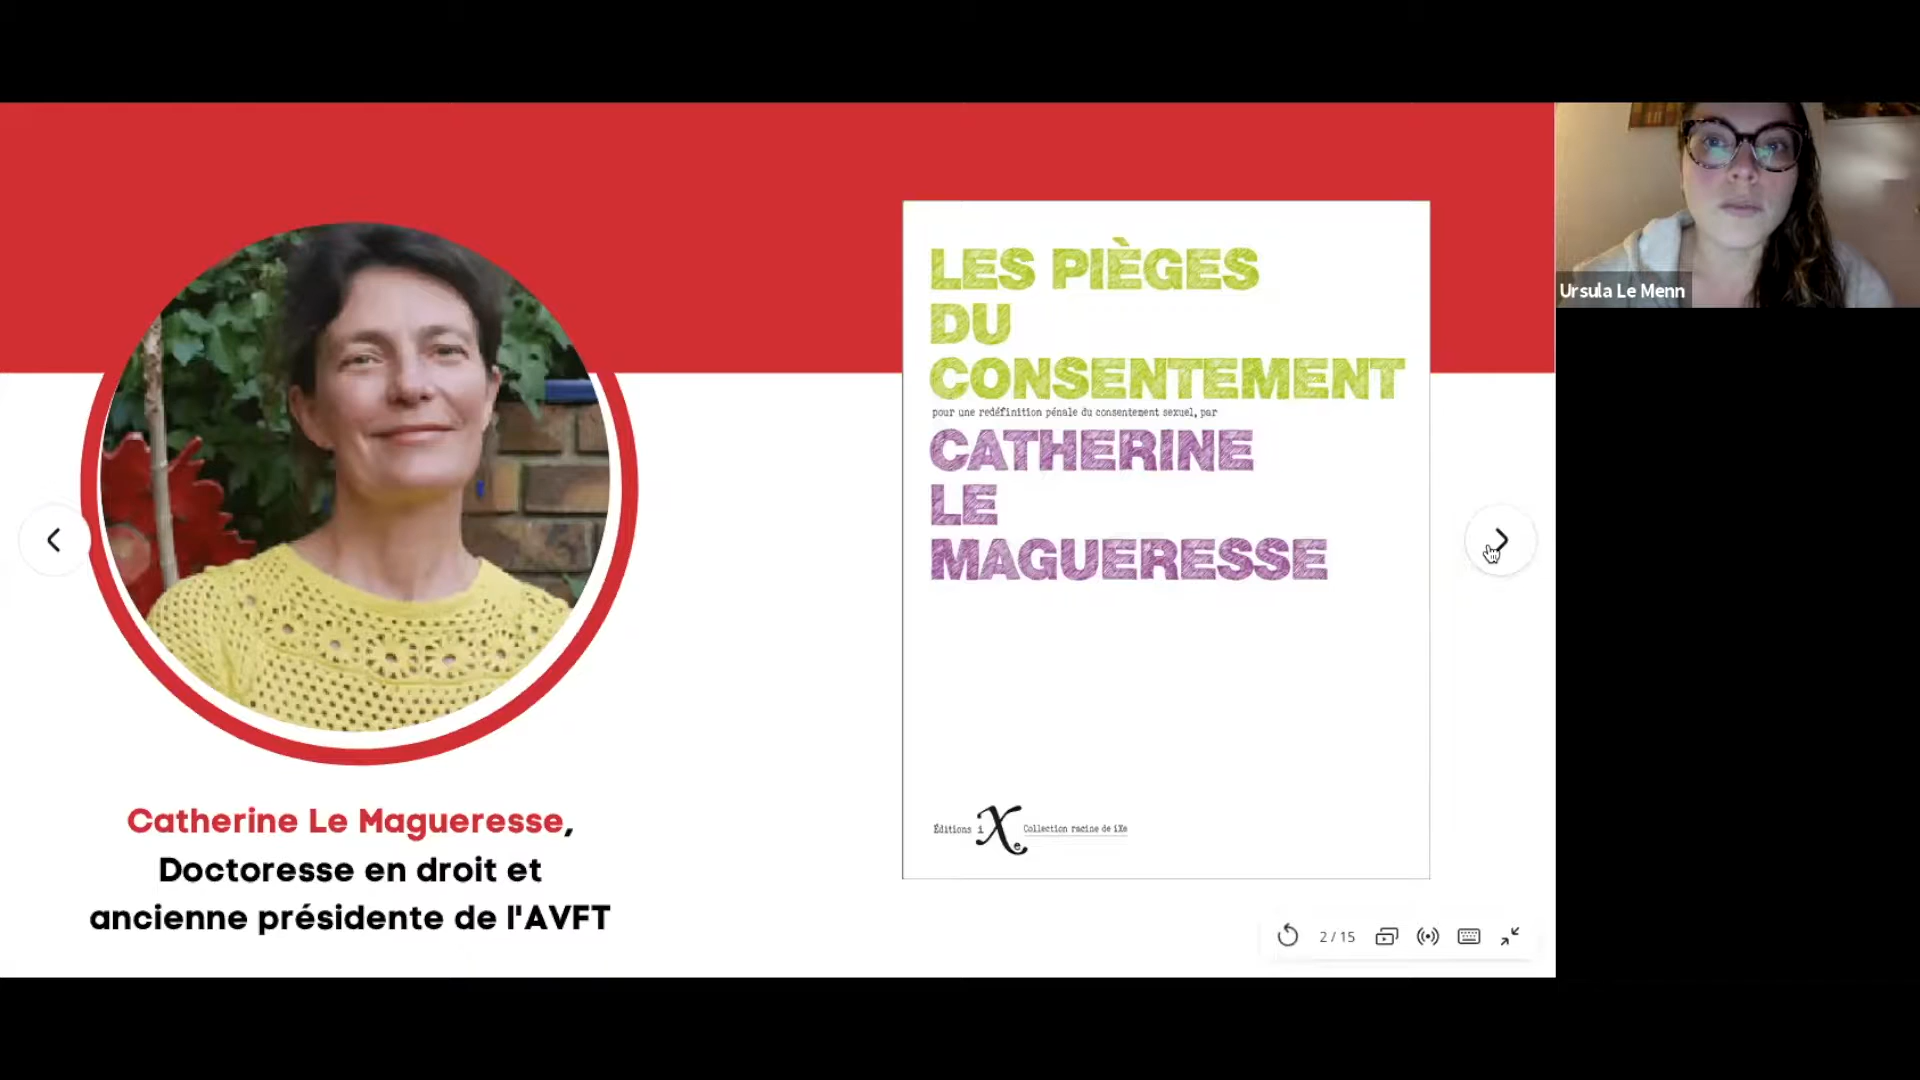 LES PIÈGES
DU
CONSENTEMENT
pour une redéfinition pénale du consentement sexuel, par
CATHERINE
LE
MAGUERESSE
Éditions iXe
Collection racine de iXe
Catherine Le Magueresse,
Doctoresse en droit et
ancienne présidente de l'AVFT
2 / 15
Ursula Le Menn